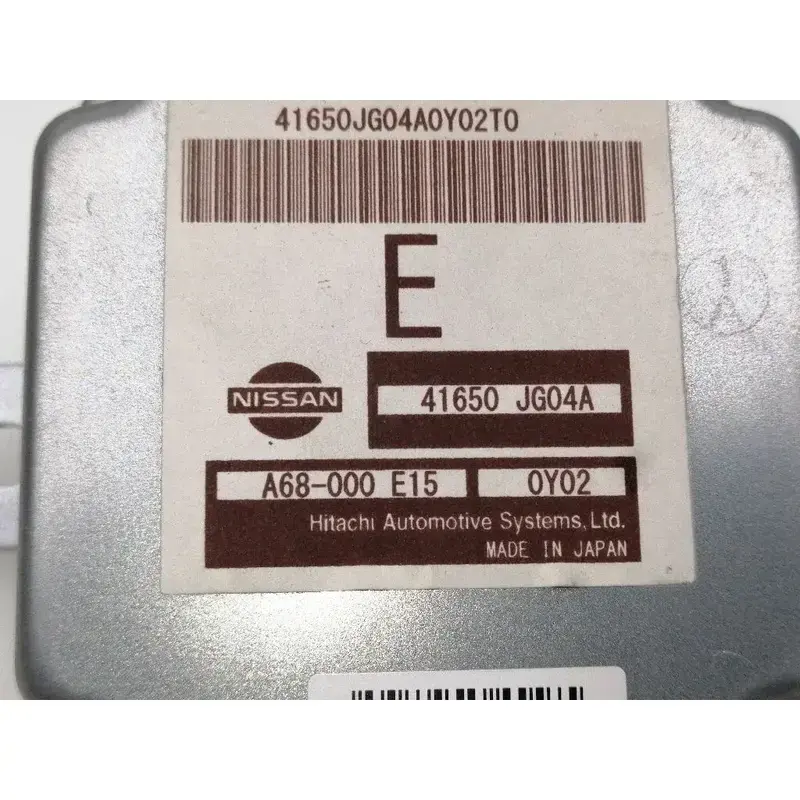 41650JG04A0Y02T0
E
NISSAN
41650 JG04A
A68-000 E15
0Y02
Hitachi Automotive Systems, Ltd.
MADE IN JAPAN